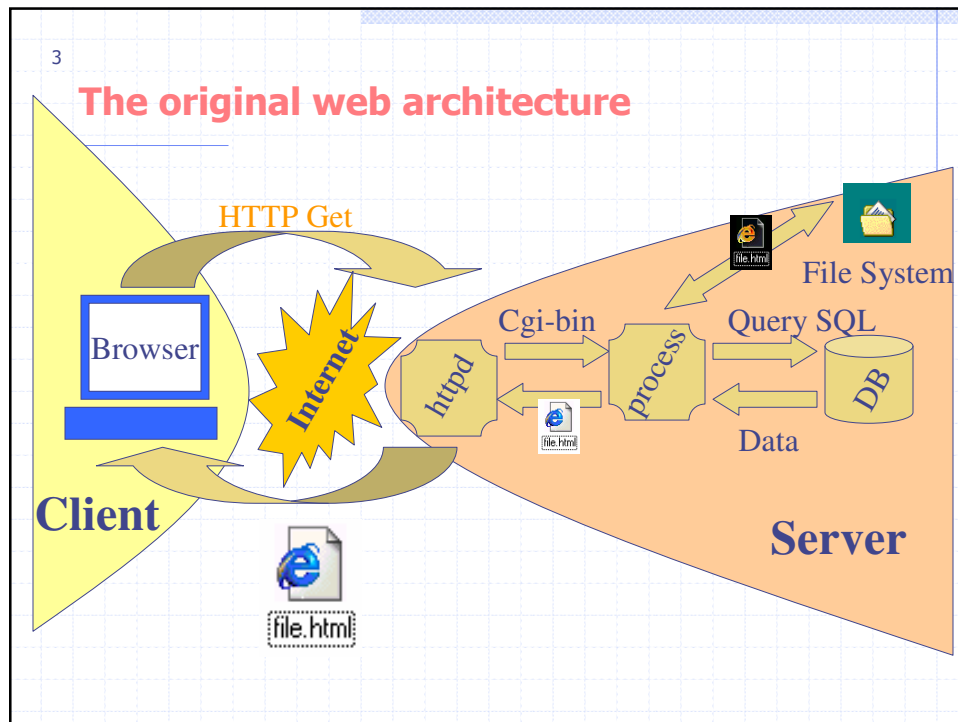 3
The original web architecture
HTTP Get
file.html
File System
Cgi-bin
Query SQL
Browser
Internet
httpd
process
DB
file.html
Data
Client
Server
file.html